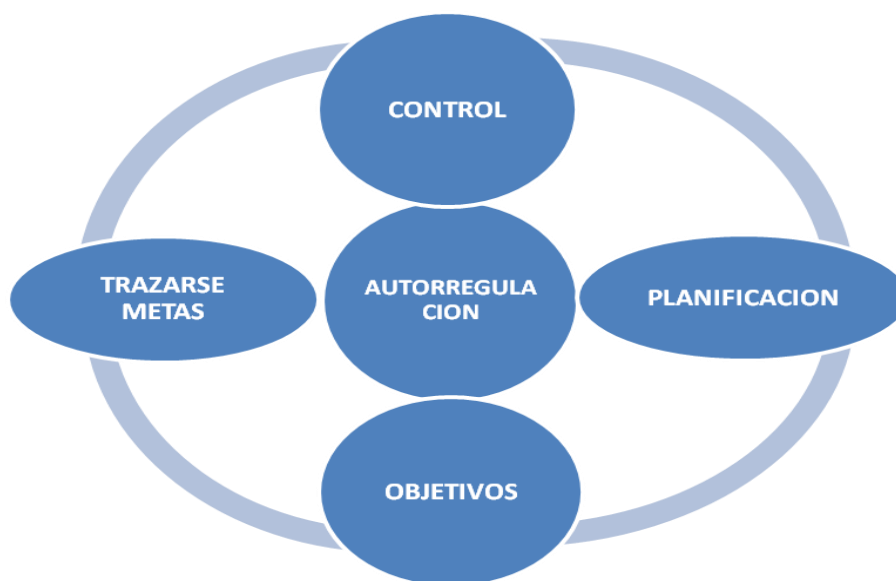 CONTROL
TRAZARSE
METAS
AUTORREGULA
CION
PLANIFICACION
OBJETIVOS